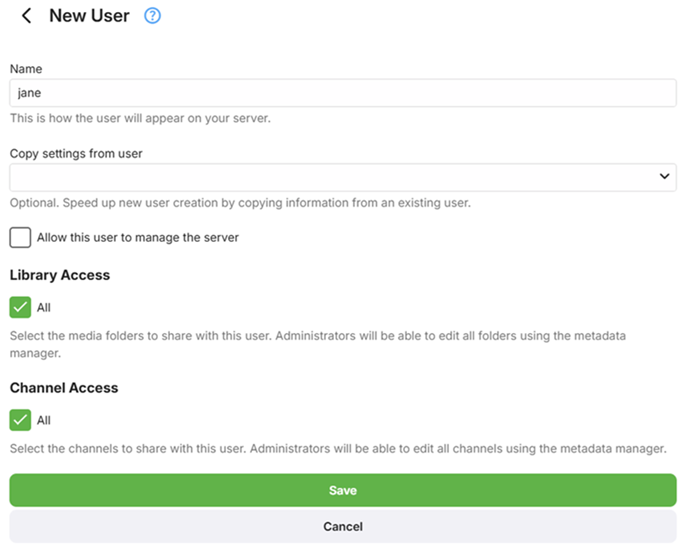 New User ?
Name
jane
This is how the user will appear on your server.
Copy settings from user
Optional. Speed up new user creation by copying information from an existing user.
Allow this user to manage the server
Library Access
All
Select the media folders to share with this user. Administrators will be able to edit all folders using the metadata
manager.
Channel Access
All
Select the channels to share with this user. Administrators will be able to edit all channels using the metadata manager.
Save
Cancel